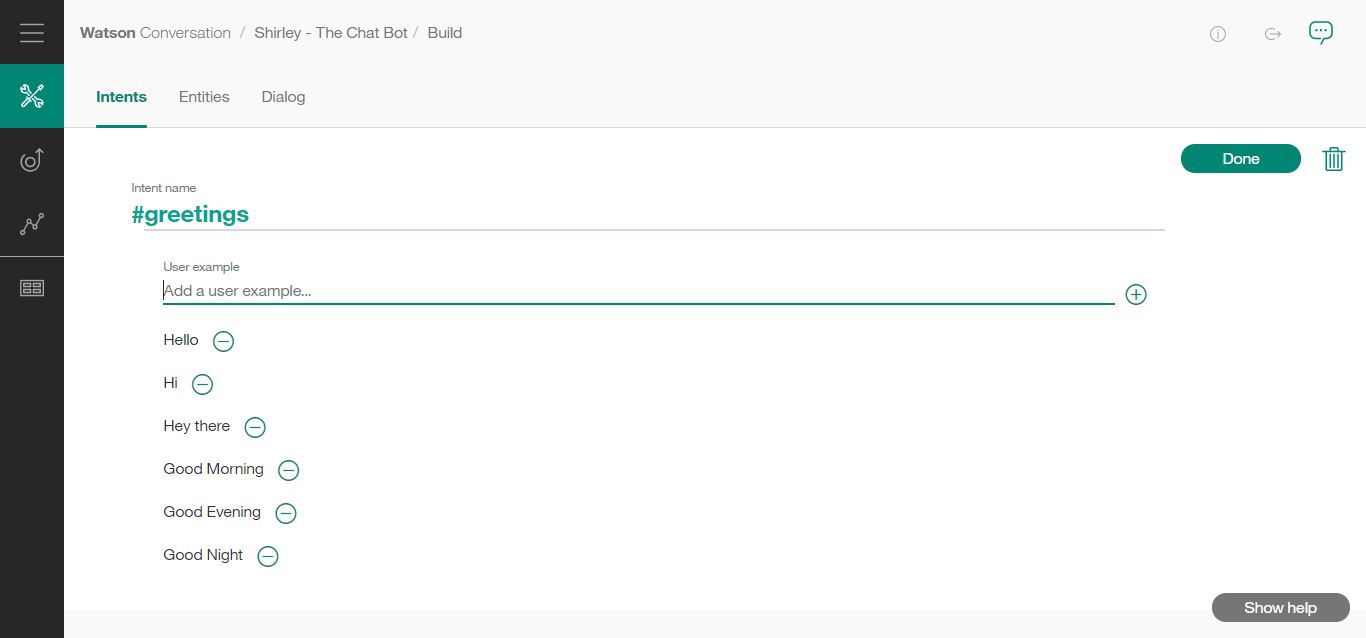 Watson Conversation / Shirley - The Chat Bot / Build
Intents Entities Dialog
Done
Intent name
#greetings
User example
Add a user example...
Hello
Hi
Hey there
Good Morning
Good Evening
Good Night
Show help